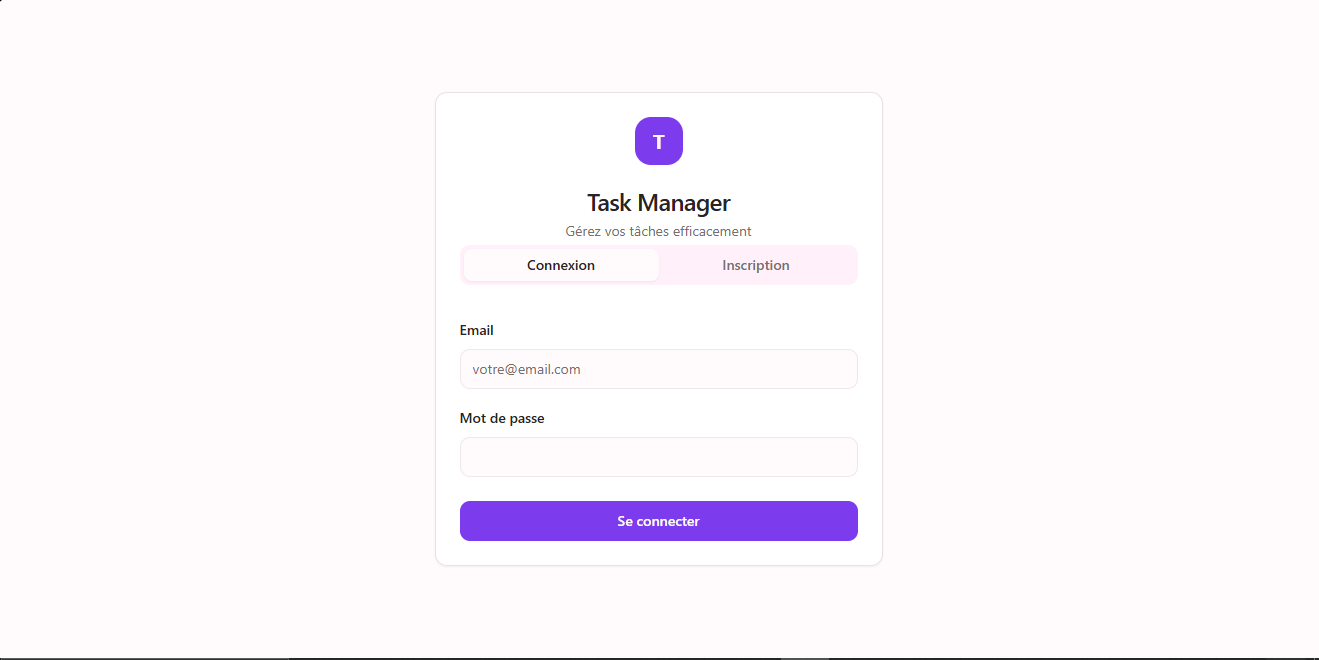 T
Task Manager
Gérez vos tâches efficacement
Connexion
Inscription
Email
votre@email.com
Mot de passe
Se connecter